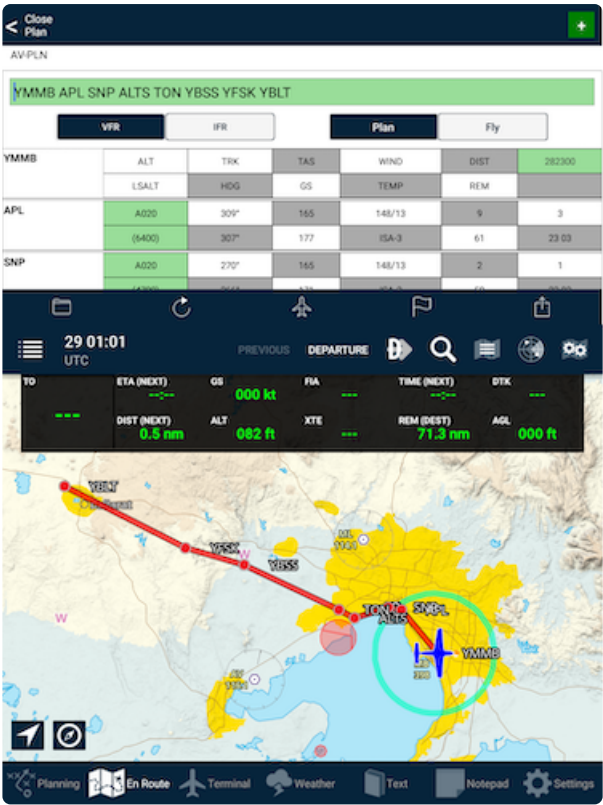 Close
Plan
+
AV-PLN
YMMB APL SNP ALTS TON YBSS YFSK YBLT
VFR IFR Plan Fly
YMMB ALT TRK TAS WIND DIST 282300
LSALT HDG GS TEMP REM
APL A020 309° 165 148/13 9 3
(6400) 307° 177 ISA-3 61 23 03
SNP A020 270° 165 148/13 2 1
29 01:01
UTC
PREVIOUS DEPARTURE D
TO ETA (NEXT) GS FIA TIME (NEXT) DTK
--- --:-- 000 kt --- --:-- ---
DIST (NEXT) ALT XTE REM (DEST) AGL
0.5 nm 082 ft --- 71.3 nm 000 ft
YBLT
YFSK
W
YBSS
ML
W
TON
ALTS
SNP
APL
YMMB
AV
Planning En Route Terminal Weather Text Notepad Settings